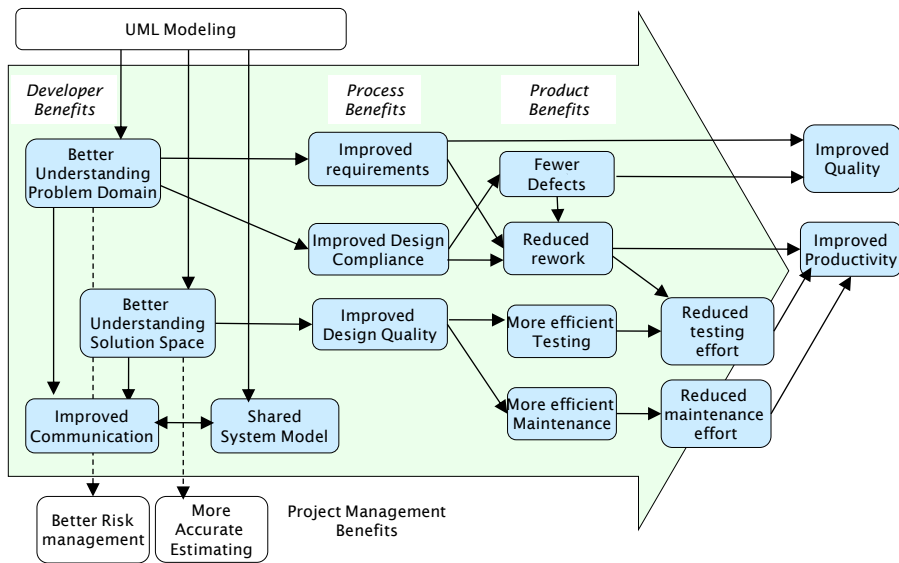 UML Modeling
Developer
Benefits
Process
Benefits
Product
Benefits
Better
Understanding
Problem Domain
Improved
requirements
Fewer
Defects
Improved
Quality
Improved Design
Compliance
Reduced
rework
Improved
Productivity
Better
Understanding
Solution Space
Improved
Design Quality
More efficient
Testing
Reduced
testing
effort
Improved
Communication
Shared
System Model
More efficient
Maintenance
Reduced
maintenance
effort
Better Risk
management
More
Accurate
Estimating
Project Management
Benefits